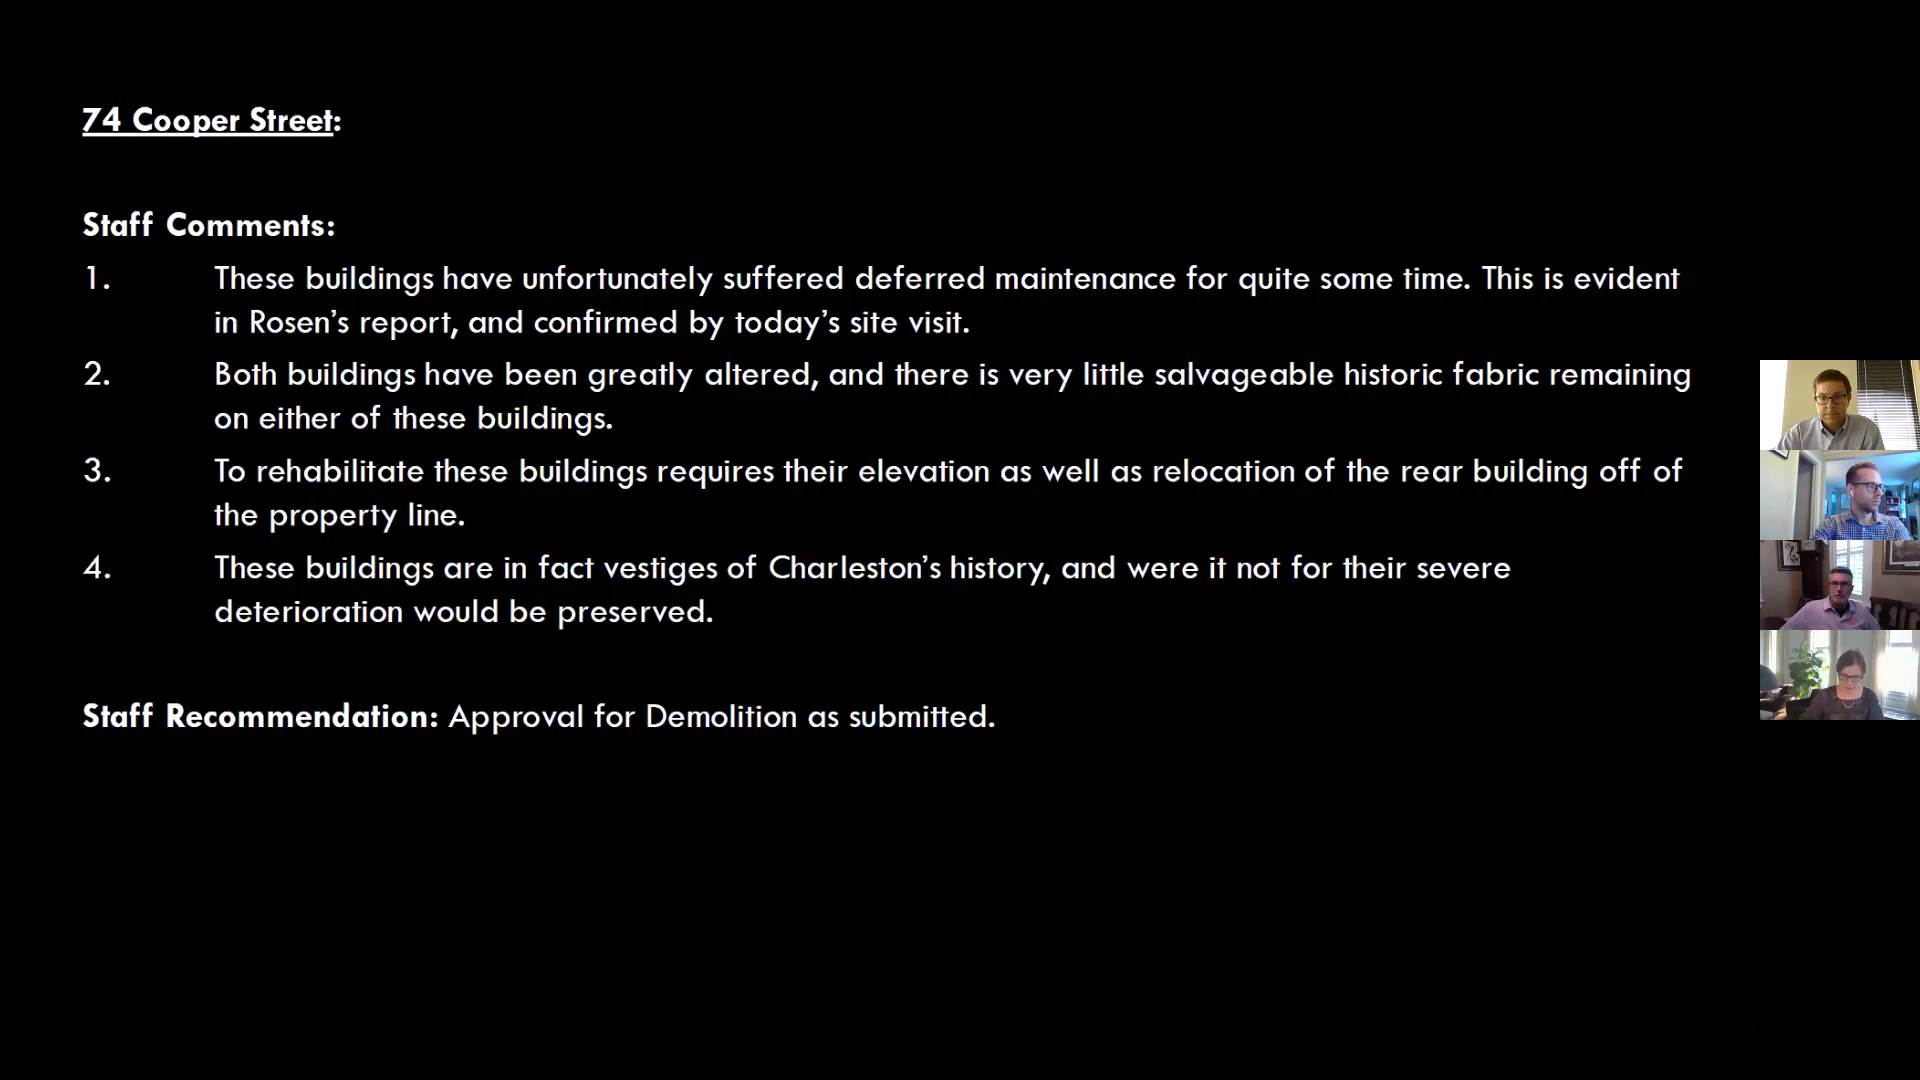 74 Cooper Street:
Staff Comments:
1. These buildings have unfortunately suffered deferred maintenance for quite some time. This is evident
in Rosen’s report, and confirmed by today’s site visit.
2. Both buildings have been greatly altered, and there is very little salvageable historic fabric remaining
on either of these buildings.
3. To rehabilitate these buildings requires their elevation as well as relocation of the rear building off of
the property line.
4. These buildings are in fact vestiges of Charleston’s history, and were it not for their severe
deterioration would be preserved.
Staff Recommendation: Approval for Demolition as submitted.